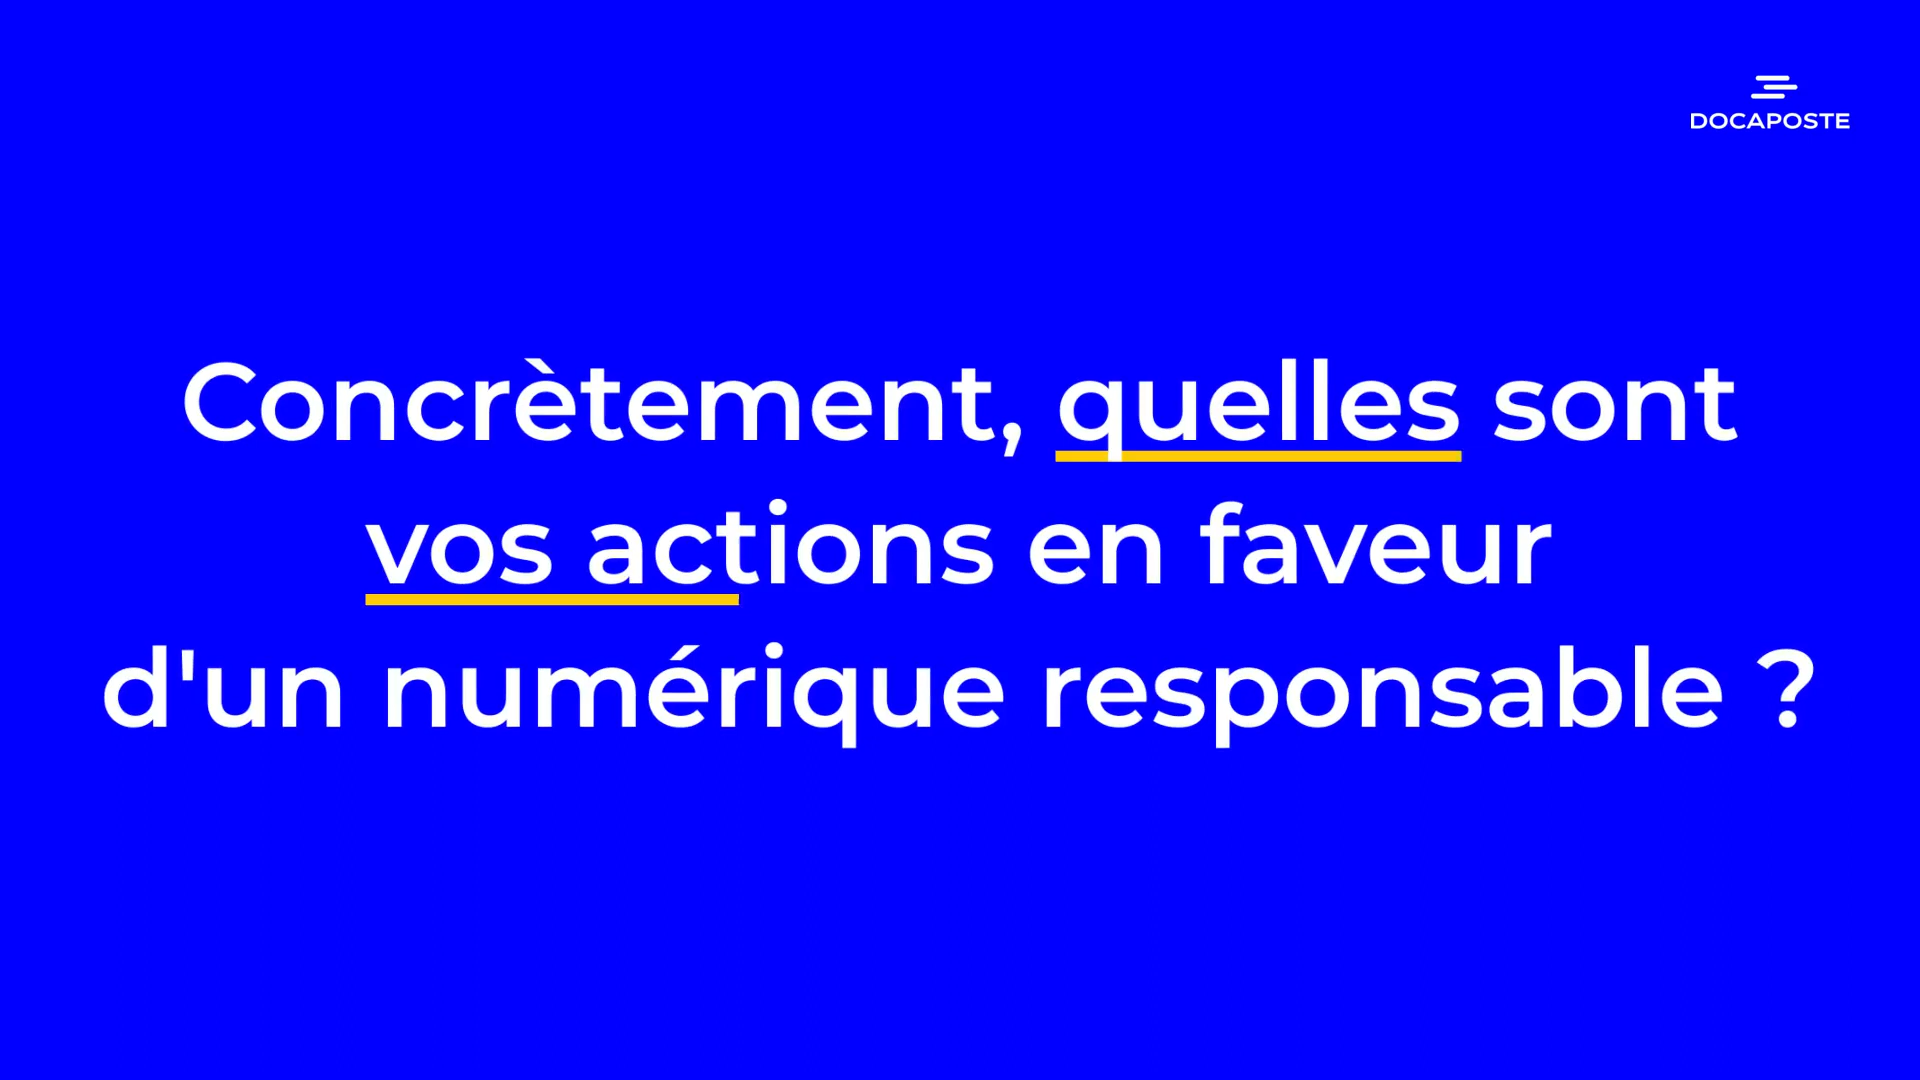 DOCAPOSTE
Concrètement, quelles sont
vos actions en faveur
d'un numérique responsable ?